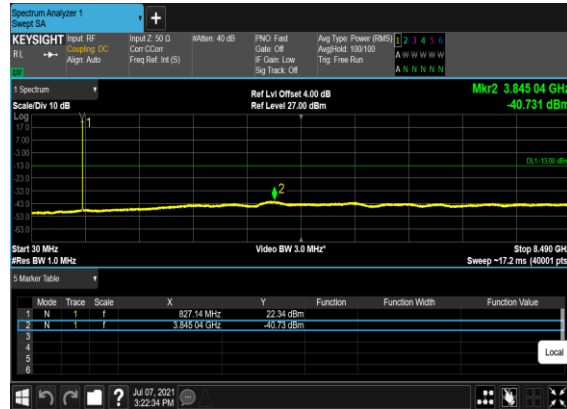 Spectrum Analyzer 1
Swept SA
+
KEYSIGHT Input: RF Input Z: 50 Ω #Atten: 40 dB PNO: Fast Avg Type: Power (RMS) 1 2 3 4 5 6
RL Coupling: DC Corr CCorr Gate: Off Avg|Hold: 100/100 A W W W W W
Align: Auto Freq Ref: Int (S) IF Gain: Low Trig: Free Run
Sig Track: Off A N N N N N
1 Spectrum Ref Lvl Offset 4.00 dB Mkr2 3.845 04 GHz
Scale/Div 10 dB Ref Level 27.00 dBm -40.731 dBm
Log
17.0
7.00
-3.00
-13.0 DL1 -13.00 dBm
-23.0
-33.0
-43.0
-53.0
-63.0
1
2
Start 30 MHz Video BW 3.0 MHz* Stop 8.490 GHz
#Res BW 1.0 MHz Sweep ~17.2 ms (40001 pts)
5 Marker Table
Mode Trace Scale X Y Function Function Width Function Value
1 N 1 f 827.14 MHz 22.34 dBm
2 N 1 f 3.845 04 GHz -40.73 dBm
3
4
5
6
Local
? Jul 07, 2021
3:22:34 PM